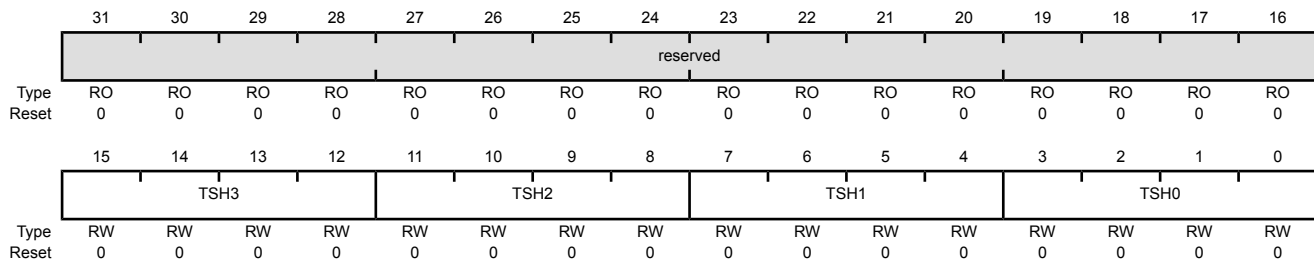 31 30 29 28 27 26 25 24 23 22 21 20 19 18 17 16
reserved
Type RO RO RO RO RO RO RO RO RO RO RO RO RO RO RO RO
Reset 0 0 0 0 0 0 0 0 0 0 0 0 0 0 0 0
15 14 13 12 11 10 9 8 7 6 5 4 3 2 1 0
TSH3 TSH2 TSH1 TSH0
Type RW RW RW RW RW RW RW RW RW RW RW RW RW RW RW RW
Reset 0 0 0 0 0 0 0 0 0 0 0 0 0 0 0 0